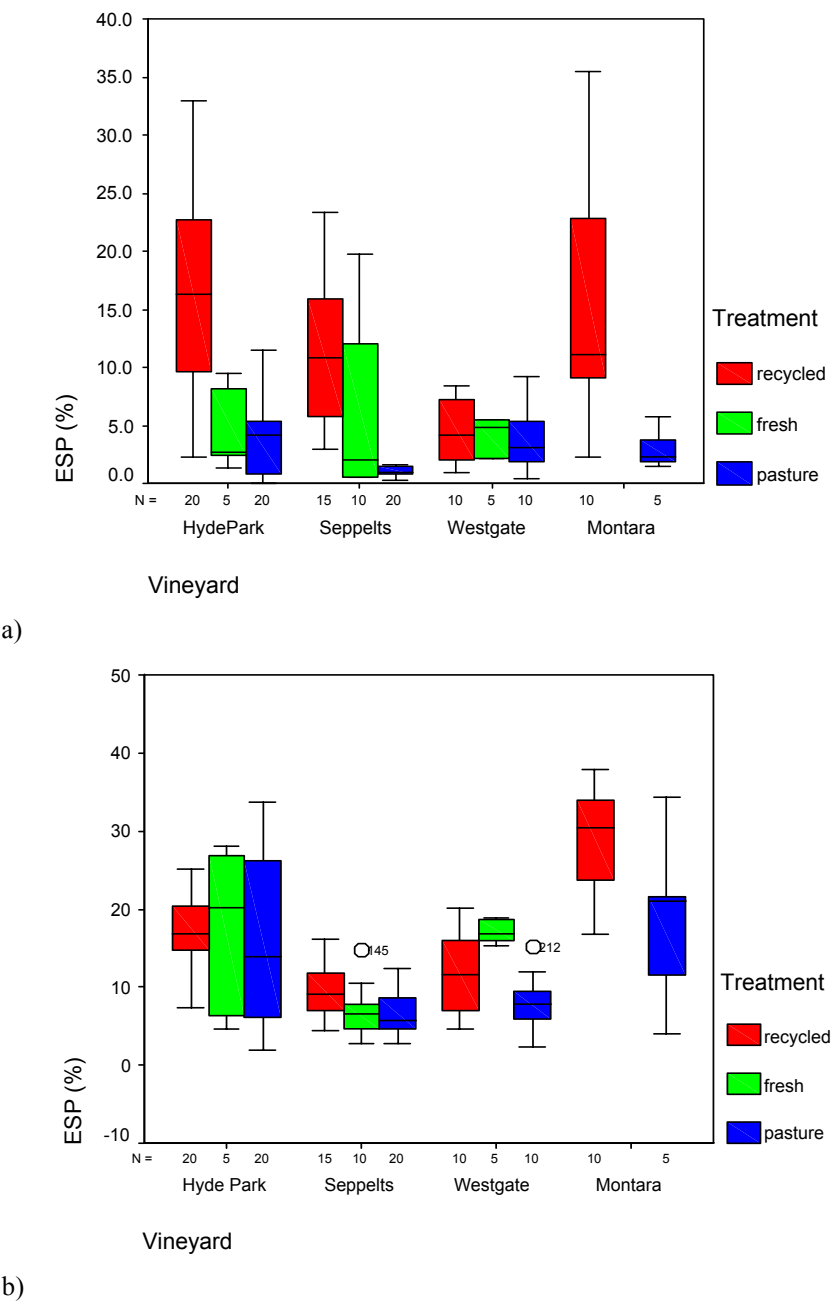 40.0
35.0
30.0
25.0
20.0
15.0
10.0
5.0
0.0
ESP (%)
N = 20 5 20 15 10 20 10 5 10 10 5
HydePark Seppelts Westgate Montara
Vineyard
Treatment
recycled
fresh
pasture
a)
50
40
30
20
10
0
-10
ESP (%)
145
212
N = 20 5 20 15 10 20 10 5 10 10 5
Hyde Park Seppelts Westgate Montara
Vineyard
Treatment
recycled
fresh
pasture
b)